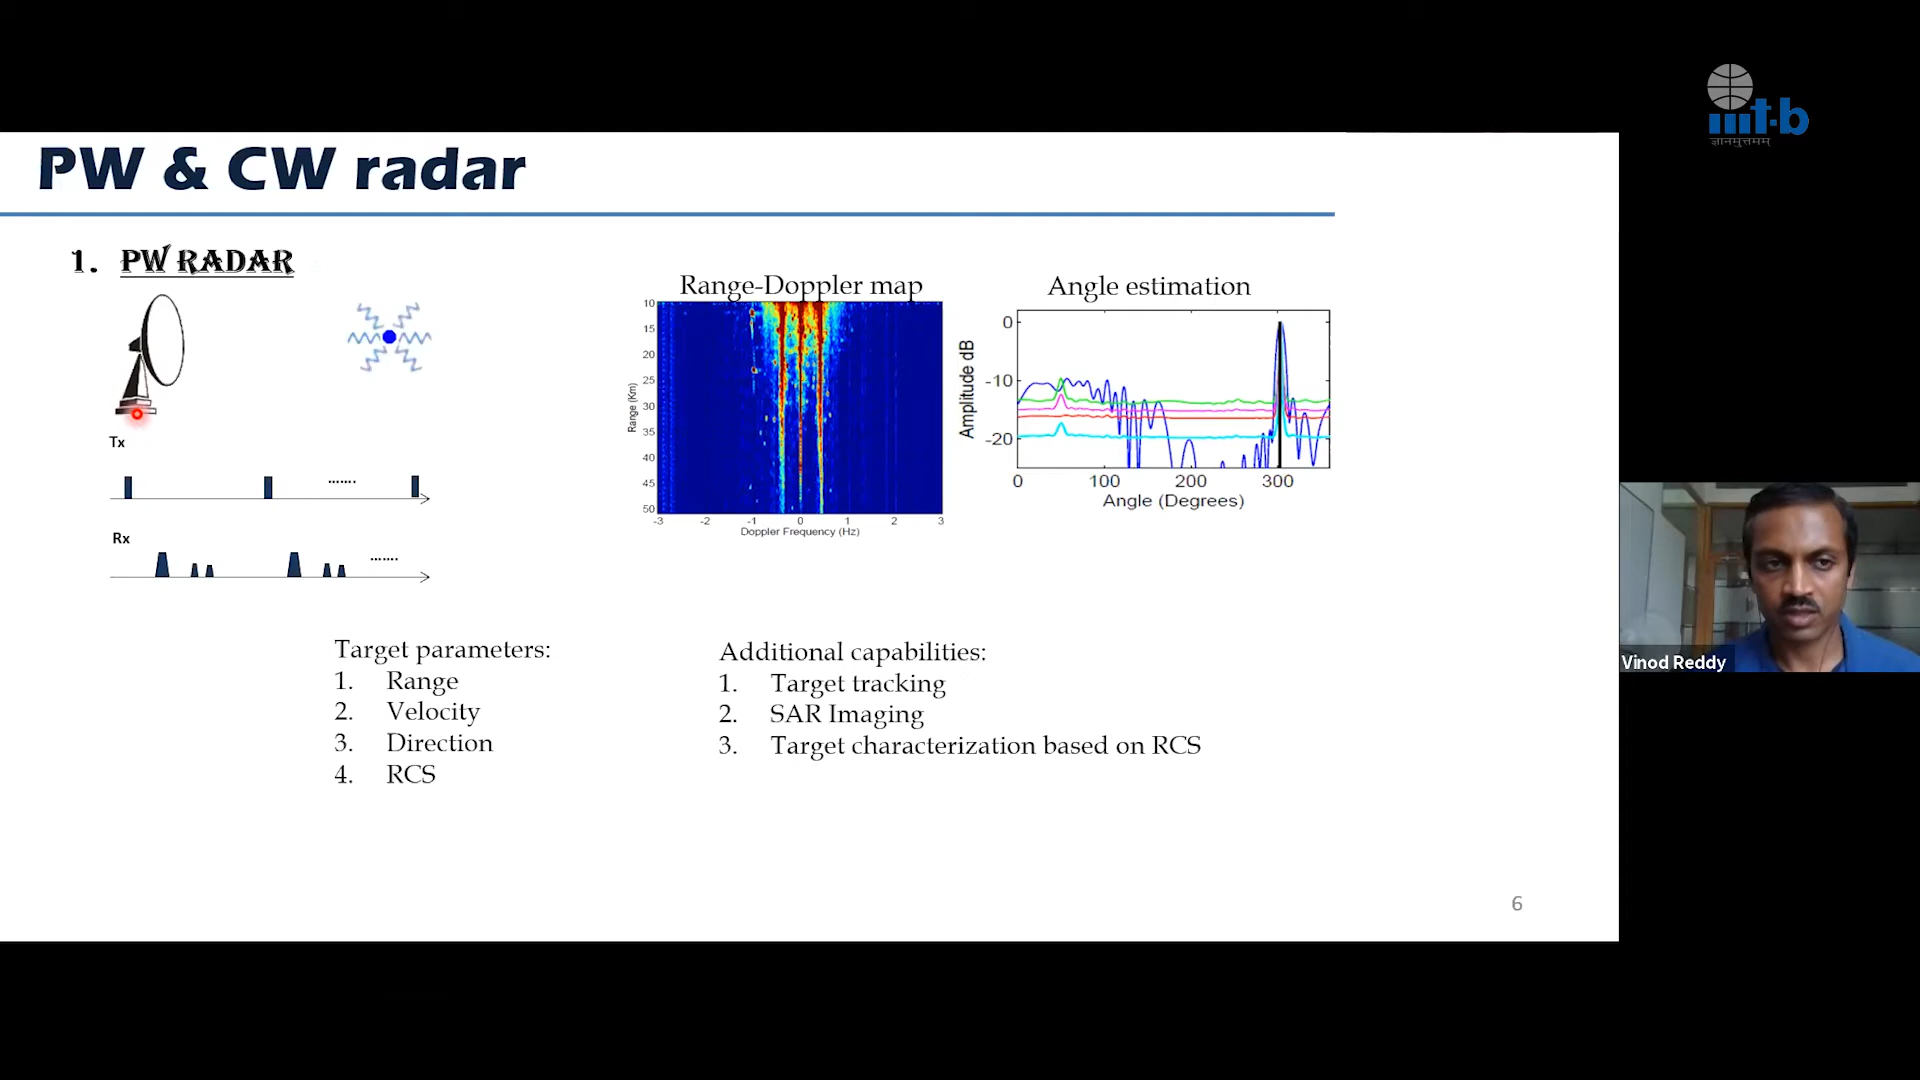 iiit-b
ज्ञानमुत्तमम्
PW & CW radar
1. PW RADAR
Range-Doppler map
10
15
20
25
30
35
40
45
50
Range (Km)
-3 -2 -1 0 1 2 3
Doppler Frequency (Hz)
Angle estimation
0
-10
-20
Amplitude dB
0 100 200 300
Angle (Degrees)
Tx
.......
Rx
.......
Target parameters:
1. Range
2. Velocity
3. Direction
4. RCS
Additional capabilities:
1. Target tracking
2. SAR Imaging
3. Target characterization based on RCS
6
Vinod Reddy